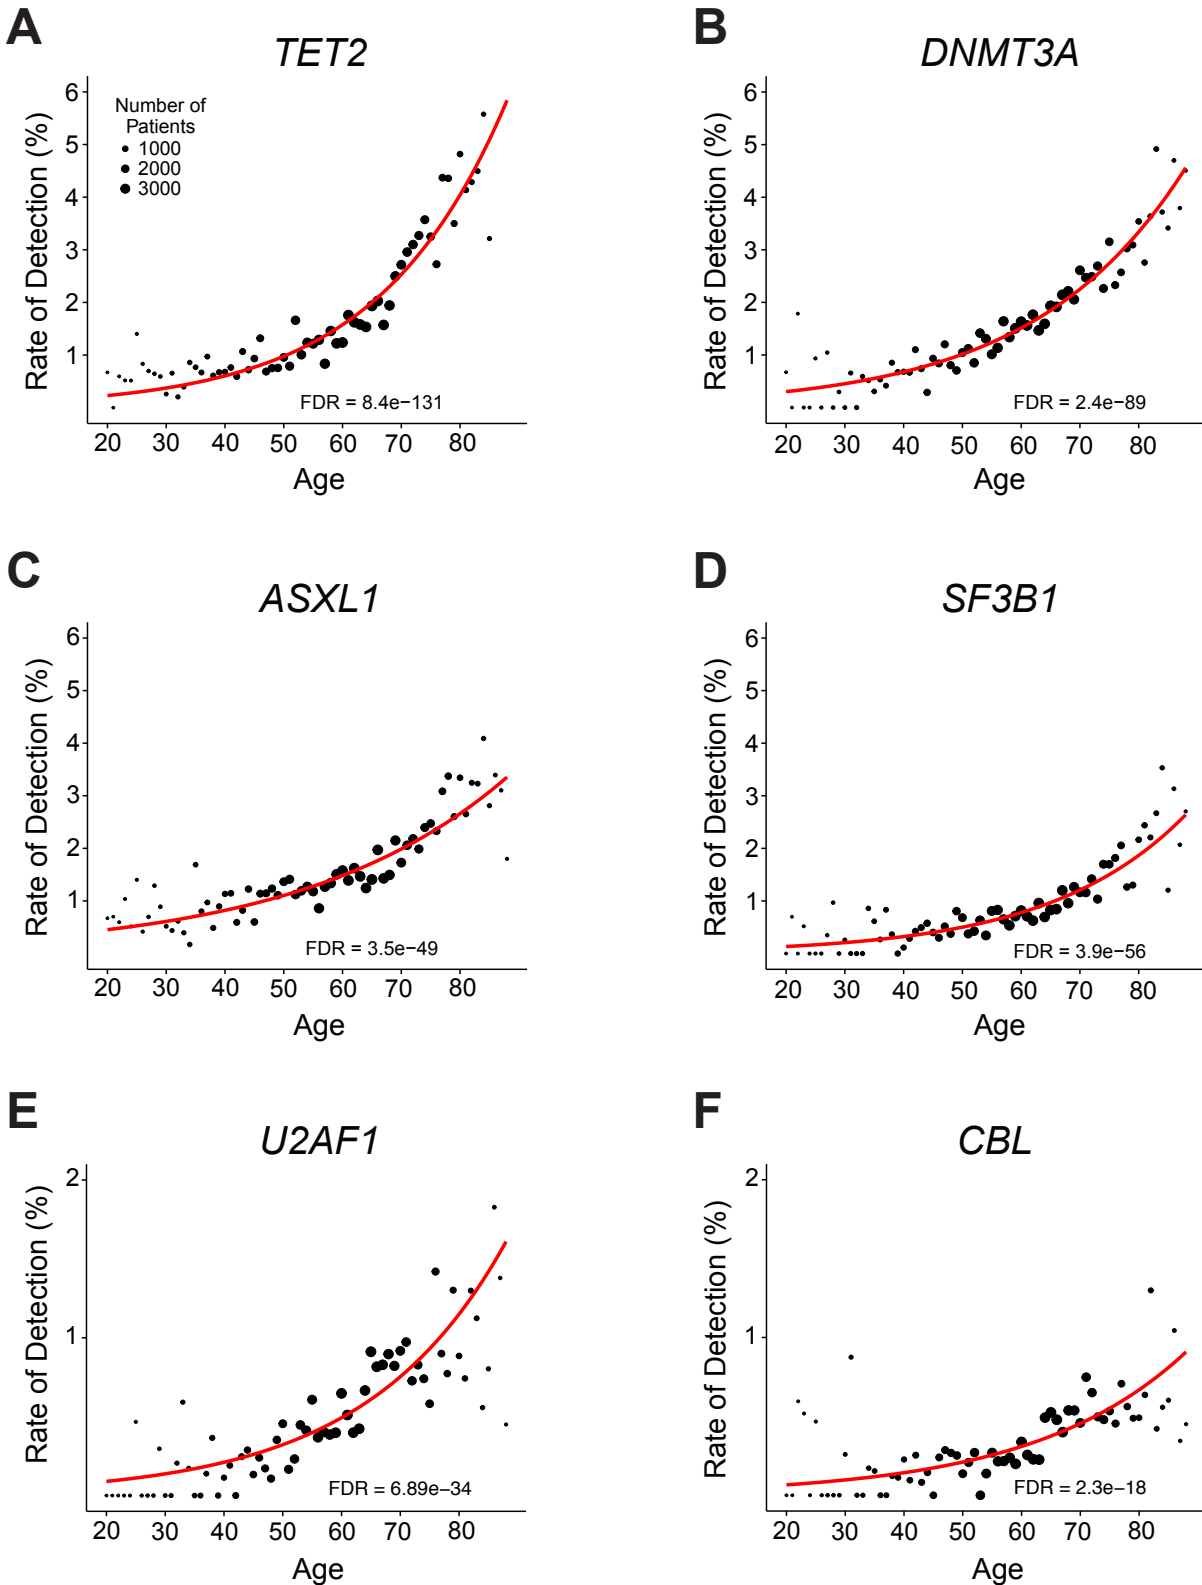 A
TET2
Rate of Detection (%)
6
5
4
3
2
1
Number of
Patients
1000
2000
3000
FDR = 8.4e−131
20 30 40 50 60 70 80
Age
B
DNMT3A
Rate of Detection (%)
6
5
4
3
2
1
FDR = 2.4e−89
20 30 40 50 60 70 80
Age
C
ASXL1
Rate of Detection (%)
6
5
4
3
2
1
FDR = 3.5e−49
20 30 40 50 60 70 80
Age
D
SF3B1
Rate of Detection (%)
6
5
4
3
2
1
FDR = 3.9e−56
20 30 40 50 60 70 80
Age
E
U2AF1
Rate of Detection (%)
2
1
FDR = 6.89e−34
20 30 40 50 60 70 80
Age
F
CBL
Rate of Detection (%)
2
1
FDR = 2.3e−18
20 30 40 50 60 70 80
Age